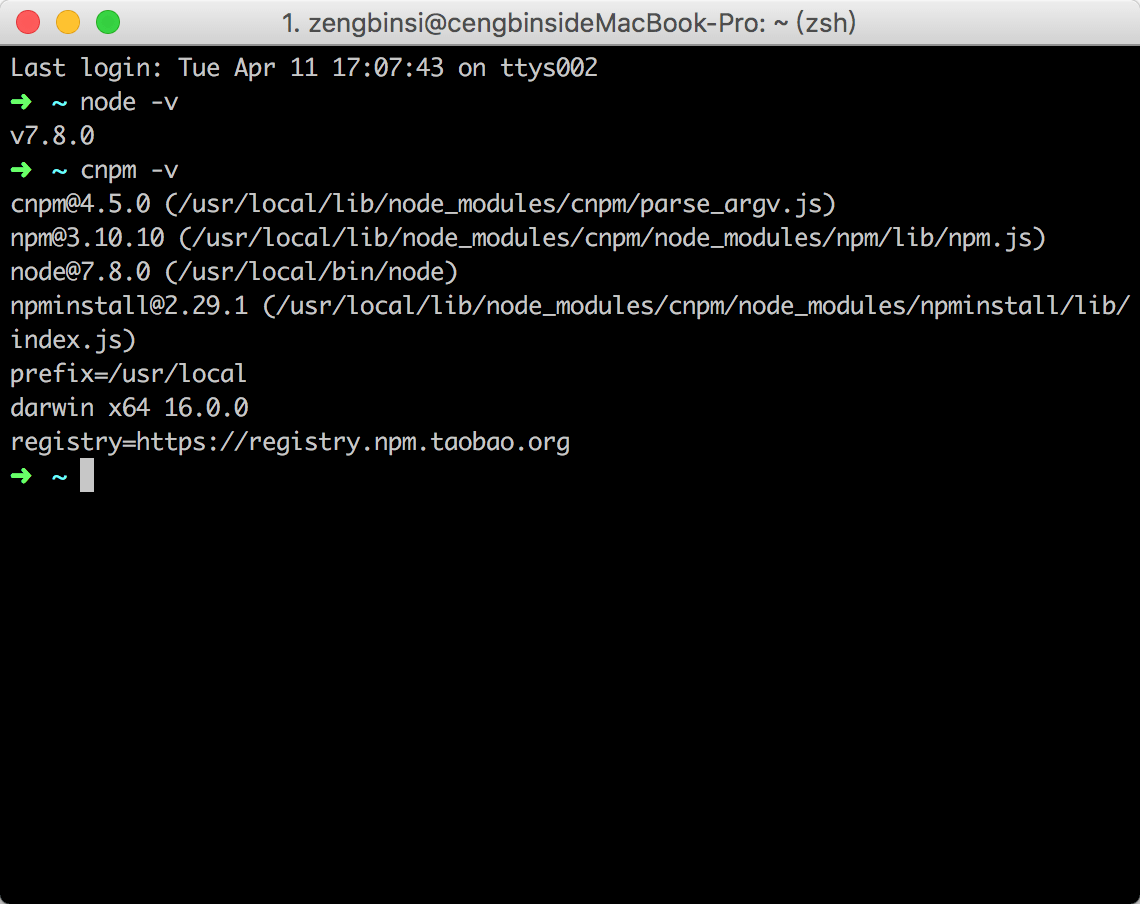 1. zengbinsi@cengbinsideMacBook-Pro: ~ (zsh)
Last login: Tue Apr 11 17:07:43 on ttys002
➜ ~ node -v
v7.8.0
➜ ~ cnpm -v
cnpm@4.5.0 (/usr/local/lib/node_modules/cnpm/parse_argv.js)
npm@3.10.10 (/usr/local/lib/node_modules/cnpm/node_modules/npm/lib/npm.js)
node@7.8.0 (/usr/local/bin/node)
npminstall@2.29.1 (/usr/local/lib/node_modules/cnpm/node_modules/npminstall/lib/
index.js)
prefix=/usr/local
darwin x64 16.0.0
registry=https://registry.npm.taobao.org
➜ ~